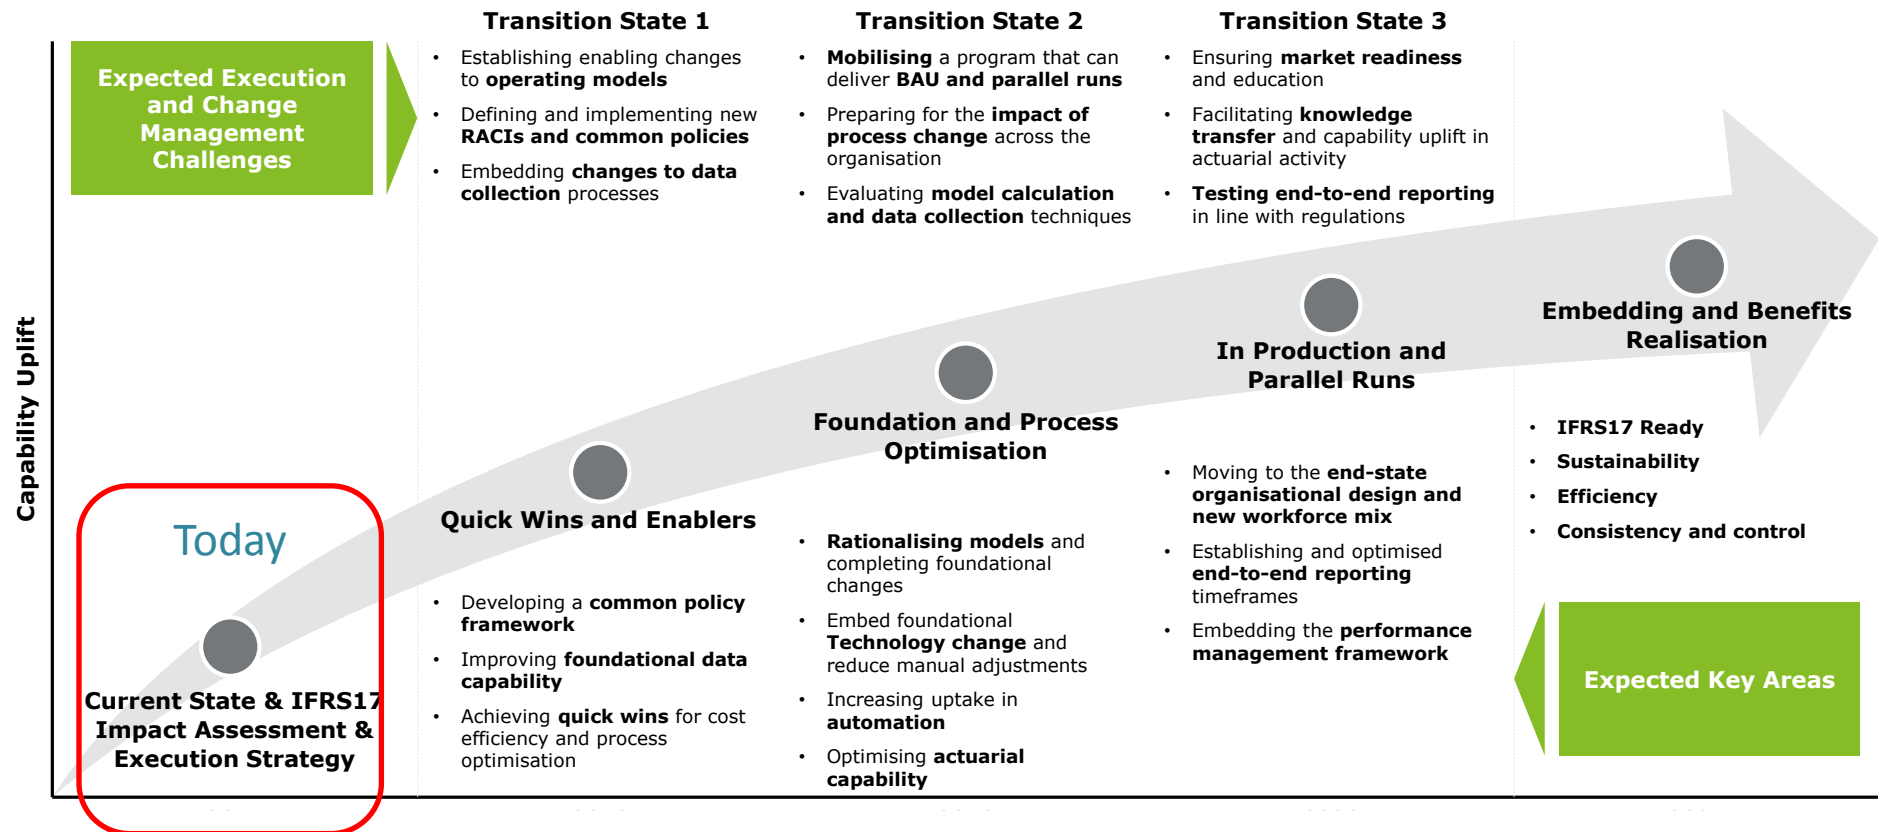 Transition State 1
Transition State 2
Transition State 3
Expected Execution
and Change
Management
Challenges
• Establishing enabling changes
to operating models
• Defining and implementing new
RACIs and common policies
• Embedding changes to data
collection processes
• Mobilising a program that can
deliver BAU and parallel runs
• Preparing for the impact of
process change across the
organisation
• Evaluating model calculation
and data collection techniques
• Ensuring market readiness
and education
• Facilitating knowledge
transfer and capability uplift in
actuarial activity
• Testing end-to-end reporting
in line with regulations
Capability Uplift
Today
Current State & IFRS17
Impact Assessment &
Execution Strategy
Quick Wins and Enablers
• Developing a common policy
framework
• Improving foundational data
capability
• Achieving quick wins for cost
efficiency and process
optimisation
Foundation and Process
Optimisation
• Rationalising models and
completing foundational
changes
• Embed foundational
Technology change and
reduce manual adjustments
• Increasing uptake in
automation
• Optimising actuarial
capability
In Production and
Parallel Runs
• Moving to the end-state
organisational design and
new workforce mix
• Establishing and optimised
end-to-end reporting
timeframes
• Embedding the performance
management framework
Embedding and Benefits
Realisation
• IFRS17 Ready
• Sustainability
• Efficiency
• Consistency and control
Expected Key Areas